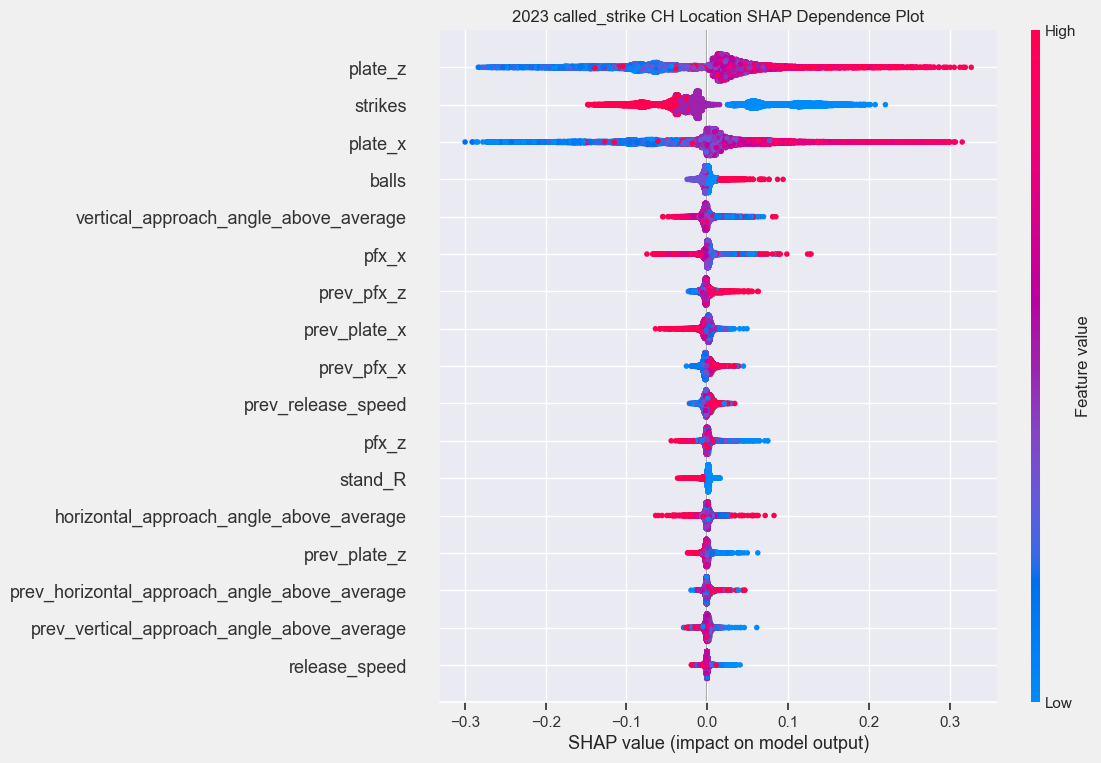 2023 called_strike CH Location SHAP Dependence Plot
High
plate_z
strikes
plate_x
balls
vertical_approach_angle_above_average
pfx_x
prev_pfx_z
prev_plate_x
prev_pfx_x
prev_release_speed
pfx_z
stand_R
horizontal_approach_angle_above_average
prev_plate_z
prev_horizontal_approach_angle_above_average
prev_vertical_approach_angle_above_average
release_speed
Feature value
Low
−0.3 −0.2 −0.1 0.0 0.1 0.2 0.3
SHAP value (impact on model output)